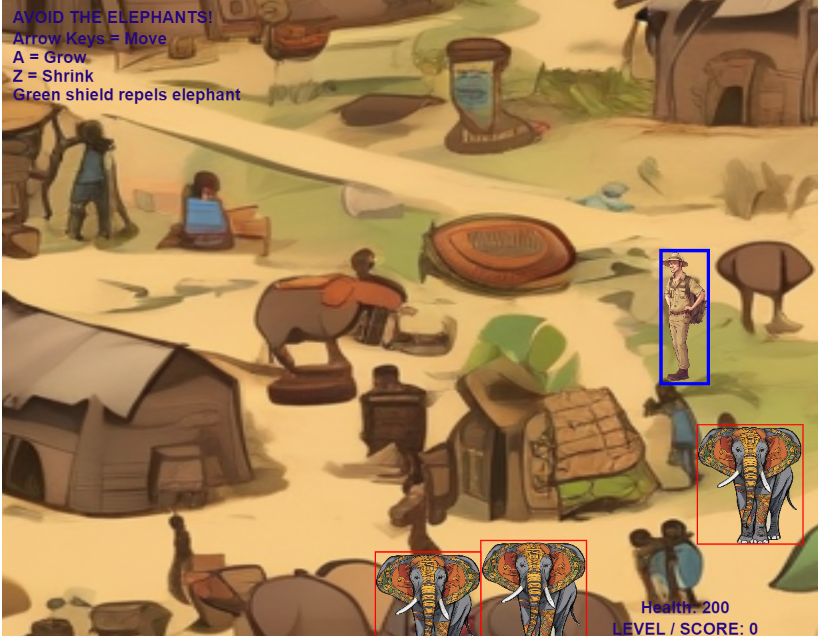 AVOID THE ELEPHANTS!
Arrow Keys = Move
A = Grow
Z = Shrink
Green shield repels elephant
Health: 200
LEVEL / SCORE: 0